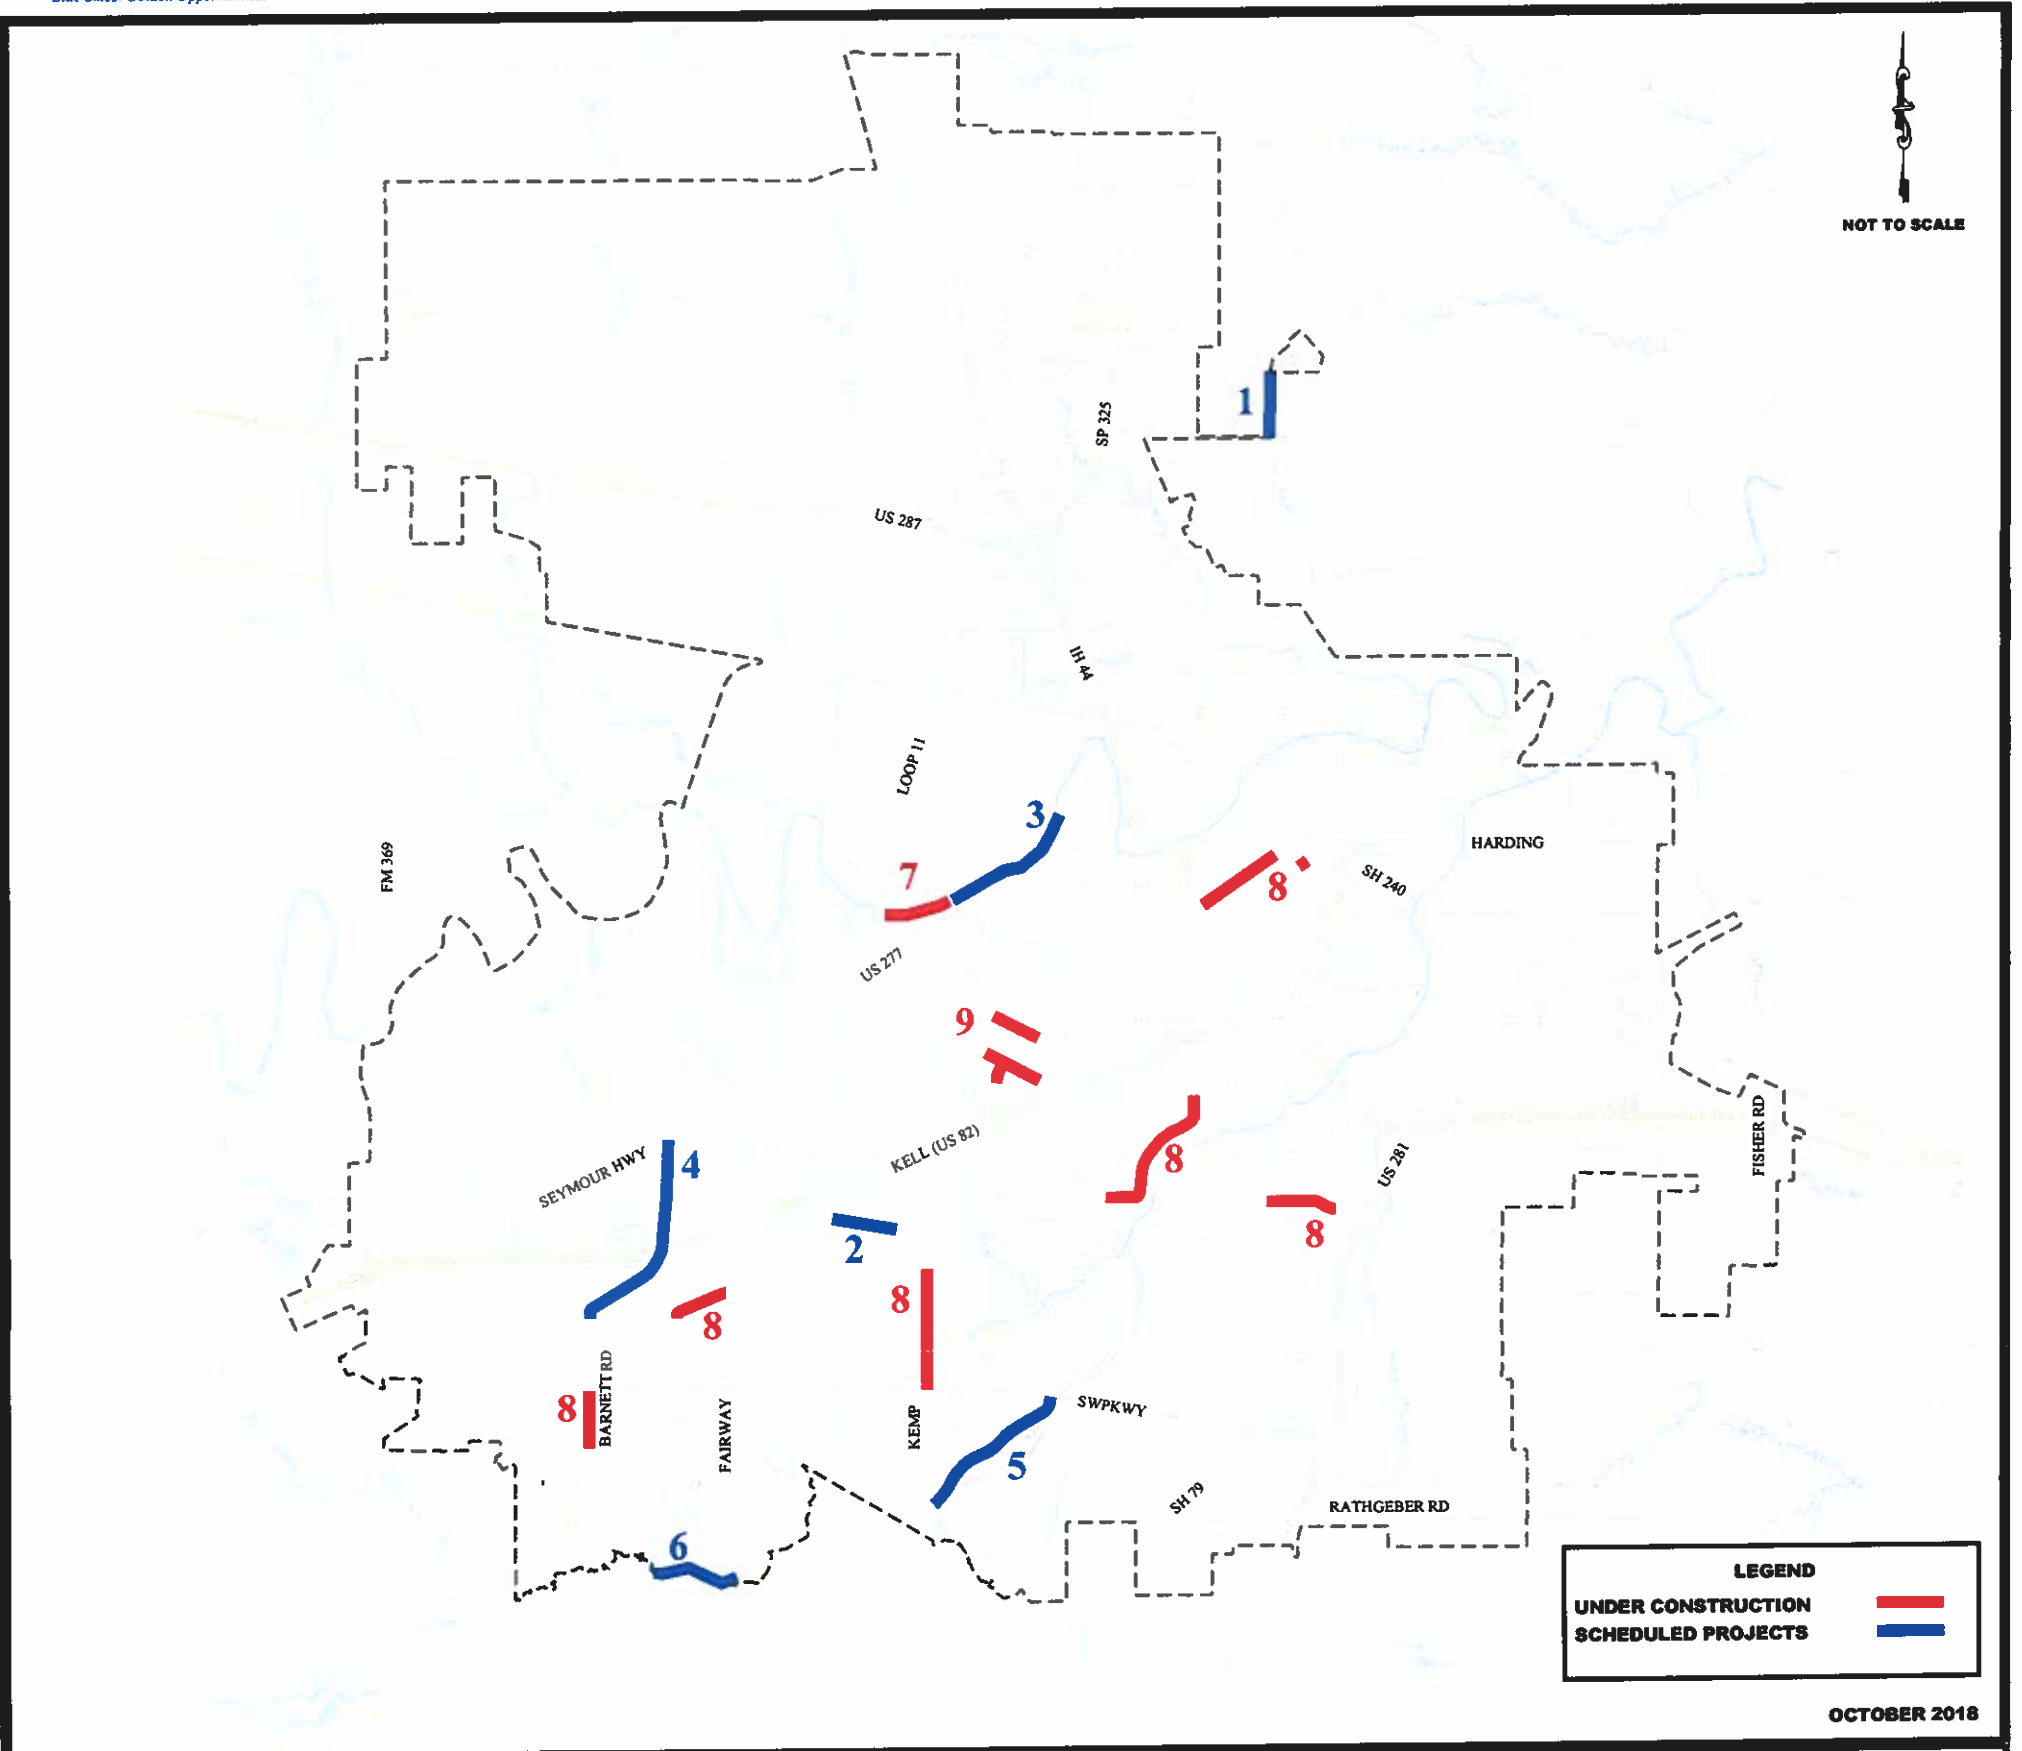 NOT TO SCALE
1
SP 325
US 287
IH 44
LOOP 11
3
HARDING
FM 369
7
8
SH 240
US 277
9
FISHER RD
KELL (US 82)
8
US 281
SEYMOUR HWY
4
2
8
8
8
BARNETT RD
8
FAIRWAY
KEMP
SWPKWY
5
SH 79
RATHGEBER RD
6
LEGEND
UNDER CONSTRUCTION
SCHEDULED PROJECTS
OCTOBER 2018